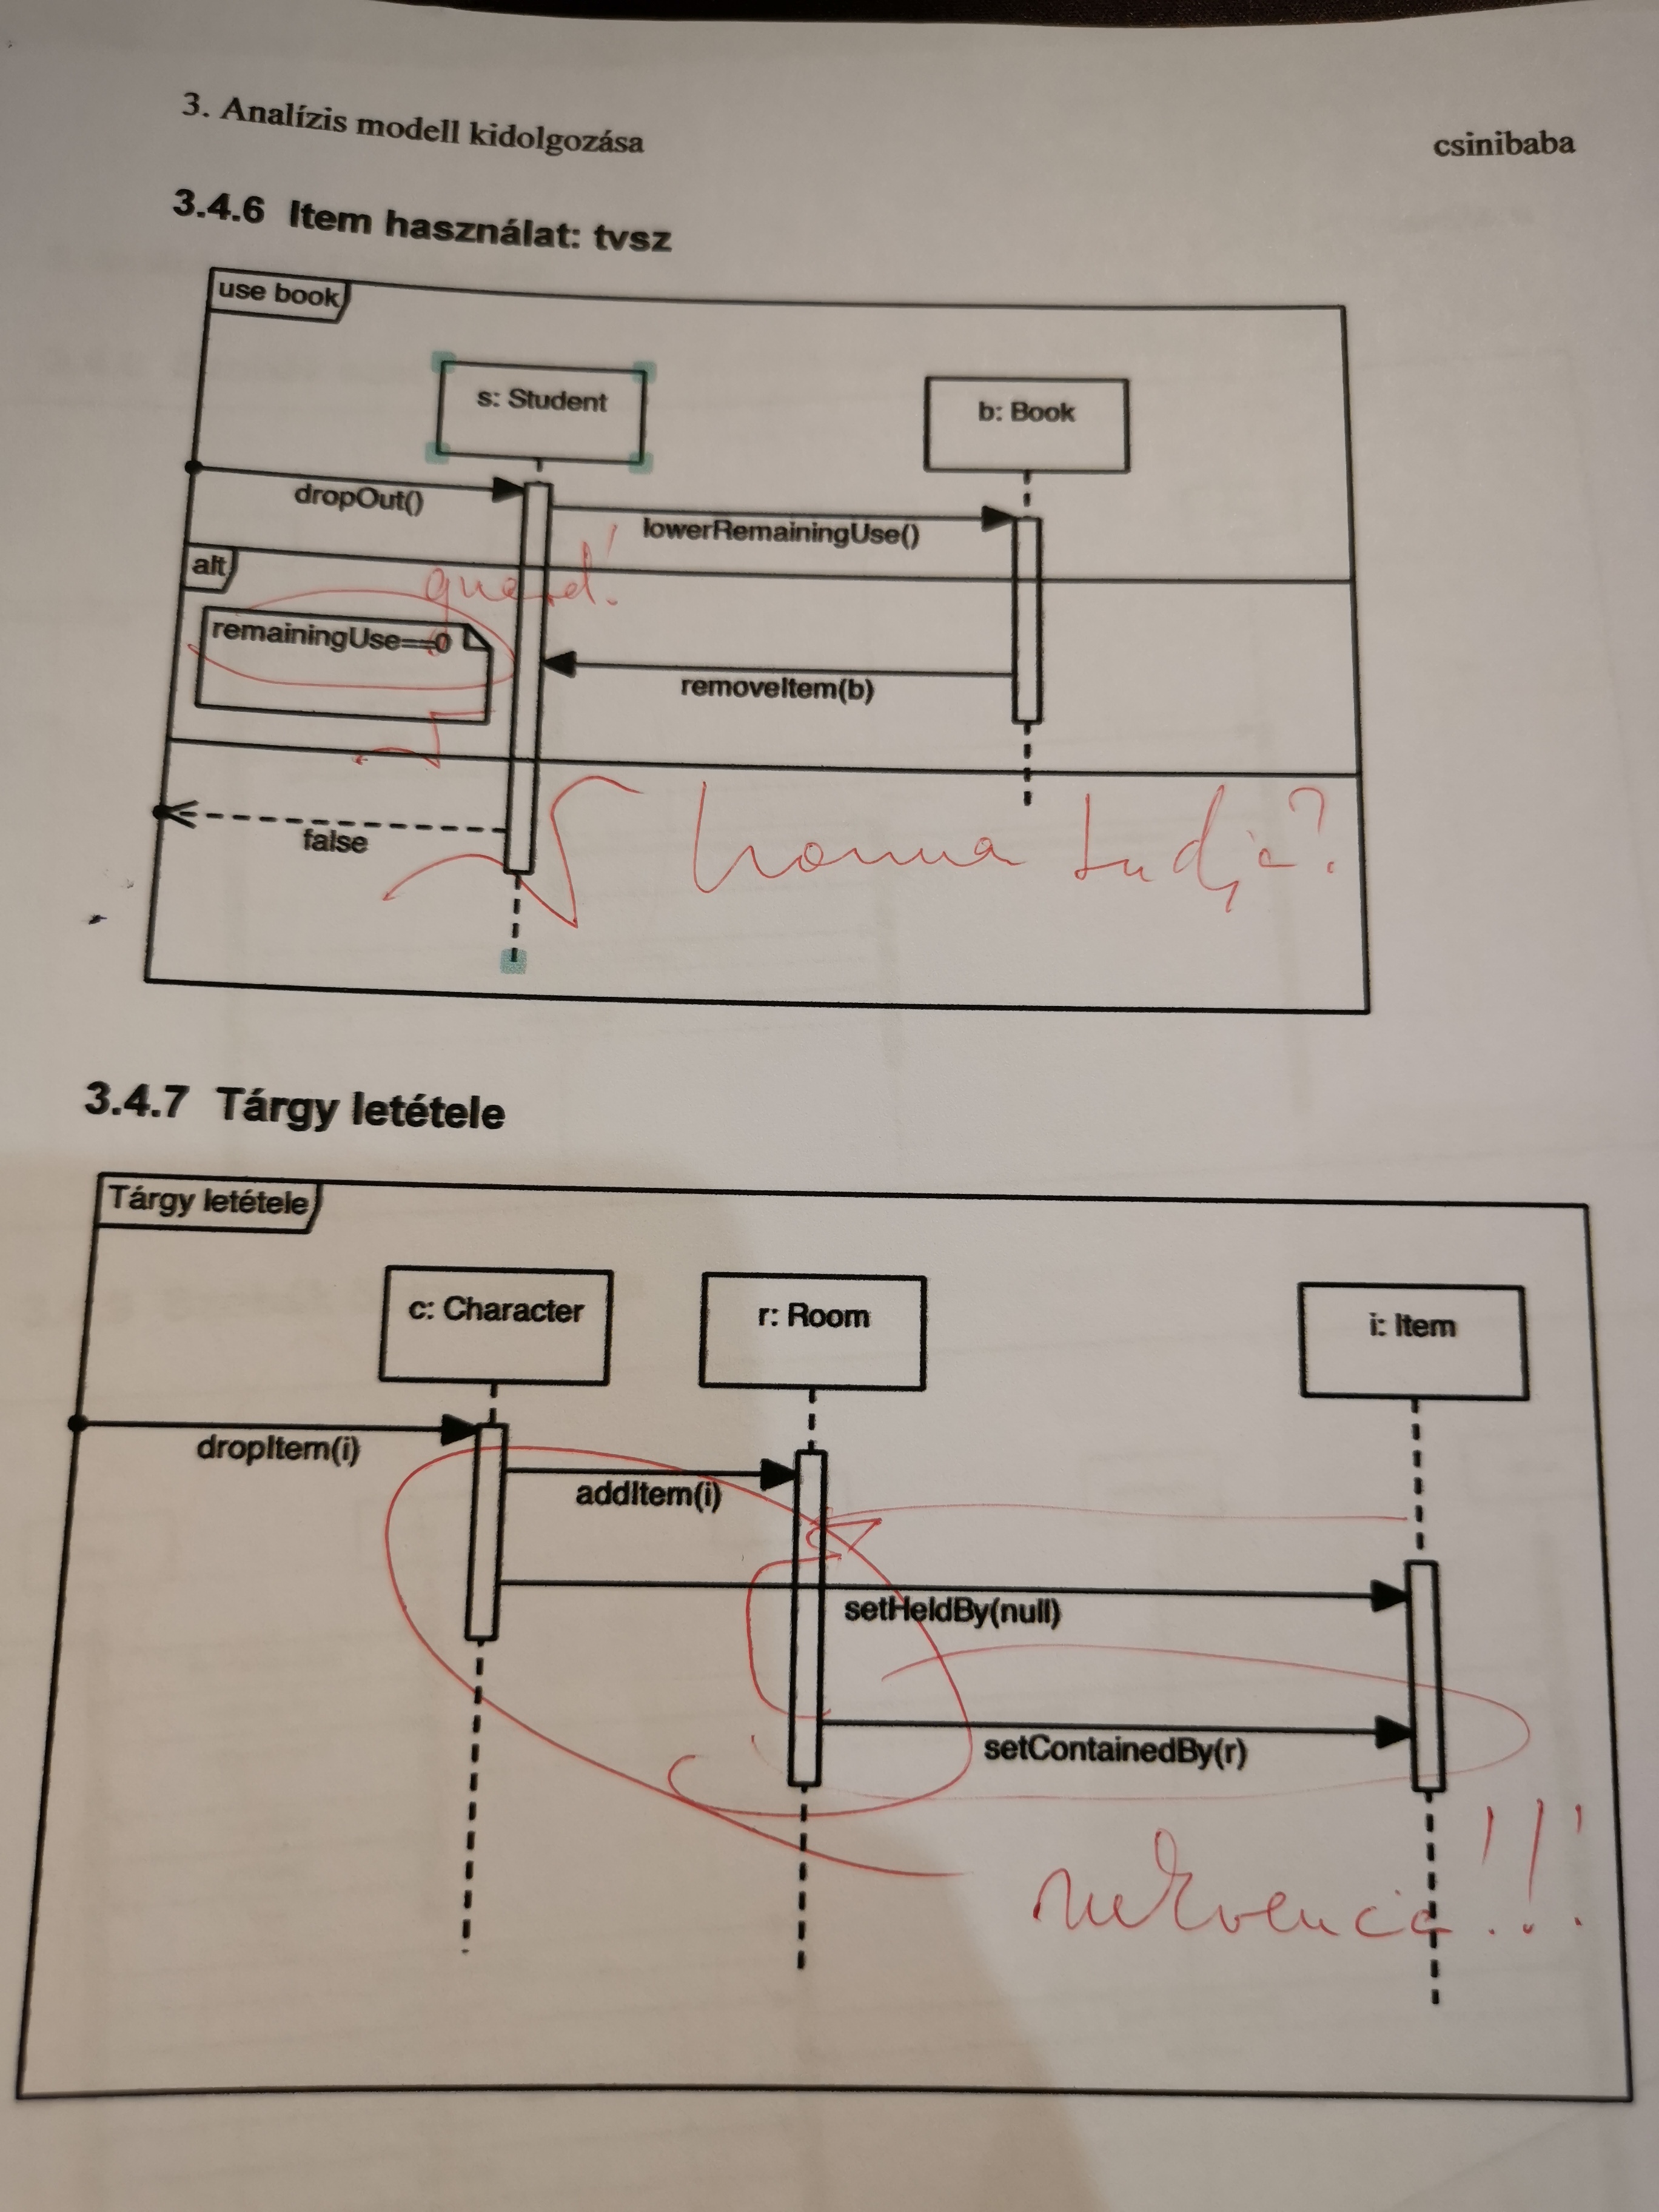 3. Analízis modell kidolgozása
csinibaba
3.4.6 Item használat: tvsz
use book
s: Student
b: Book
dropOut()
lowerRemainingUse()
alt
guard!
remainingUse==0
removeItem(b)
false
honna tudja?
3.4.7 Tárgy letétele
Tárgy letétele
c: Character
r: Room
i: Item
dropItem(i)
addItem(i)
setHeldBy(null)
setContainedBy(r)
!!!